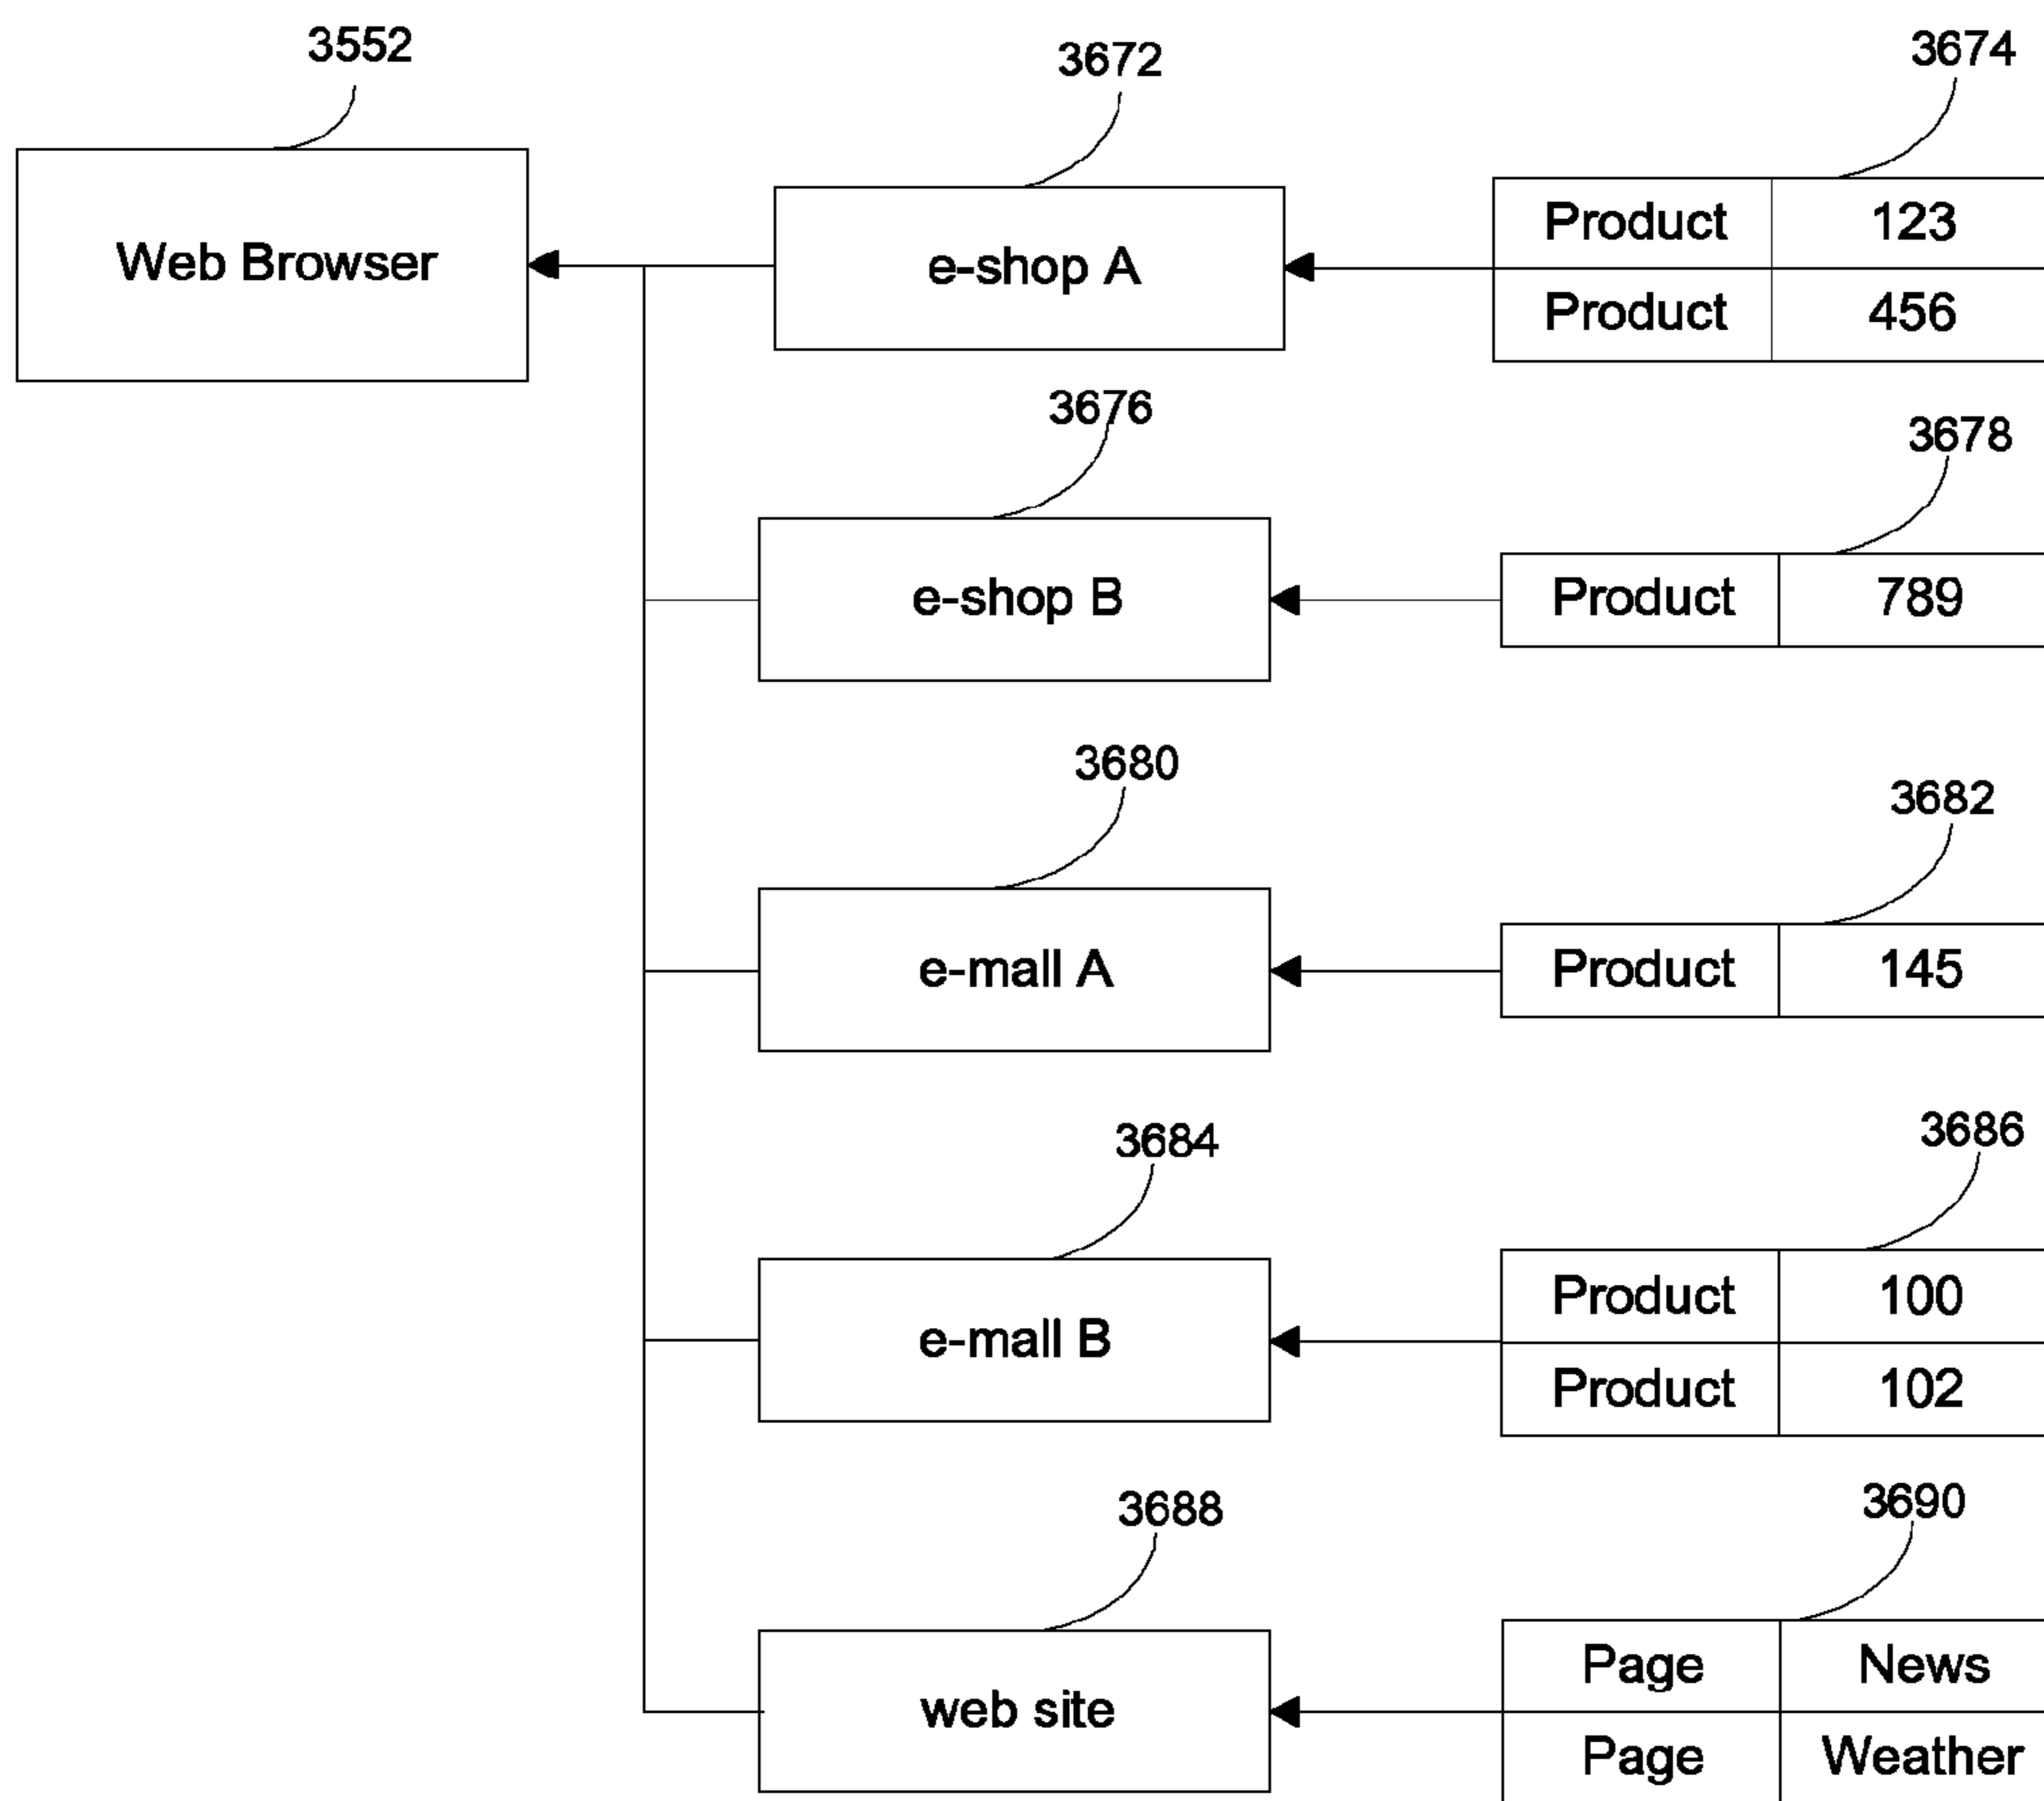 3552
3672
3674
Web Browser
e-shop A
Product 123
Product 456
3676
3678
e-shop B
Product 789
3680
3682
e-mall A
Product 145
3684
3686
e-mall B
Product 100
Product 102
3688
3690
web site
Page News
Page Weather